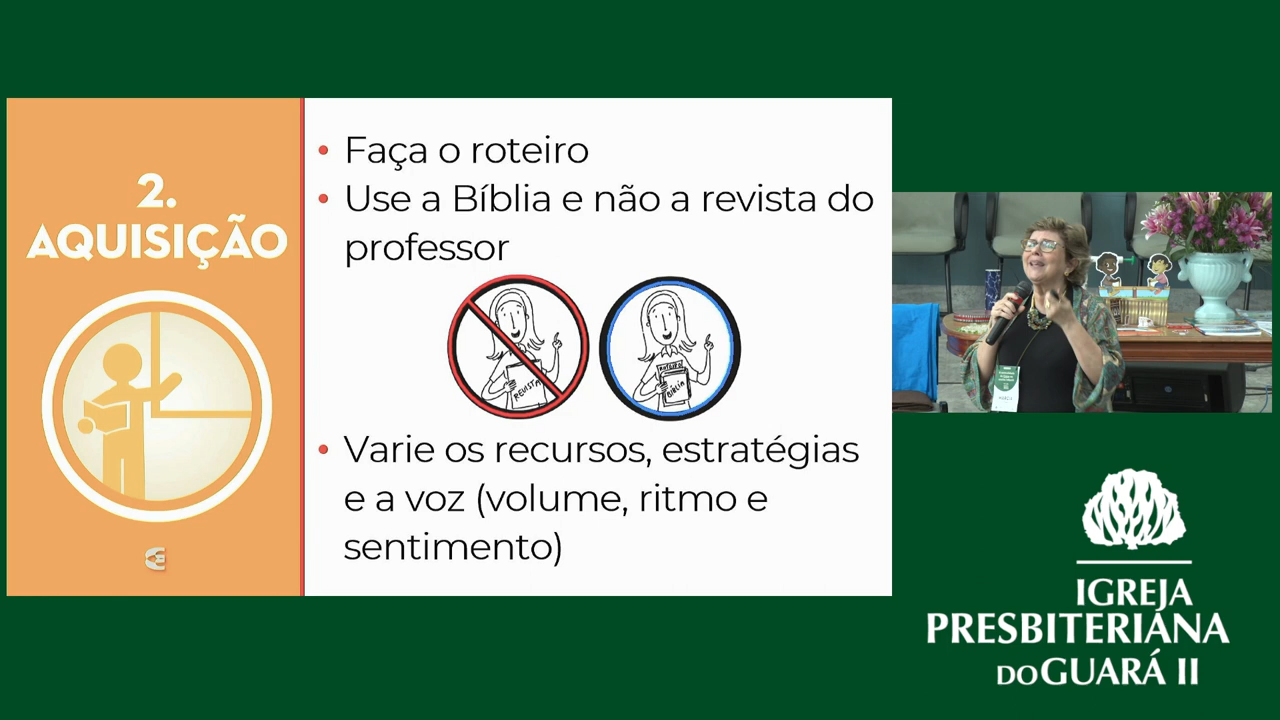 2.
AQUISIÇÃO
• Faça o roteiro
• Use a Bíblia e não a revista do
professor
REVISTA
ROTEIRO
BÍBLIA
• Varie os recursos, estratégias
e a voz (volume, ritmo e
sentimento)
IGREJA
PRESBITERIANA
DO GUARÁ II